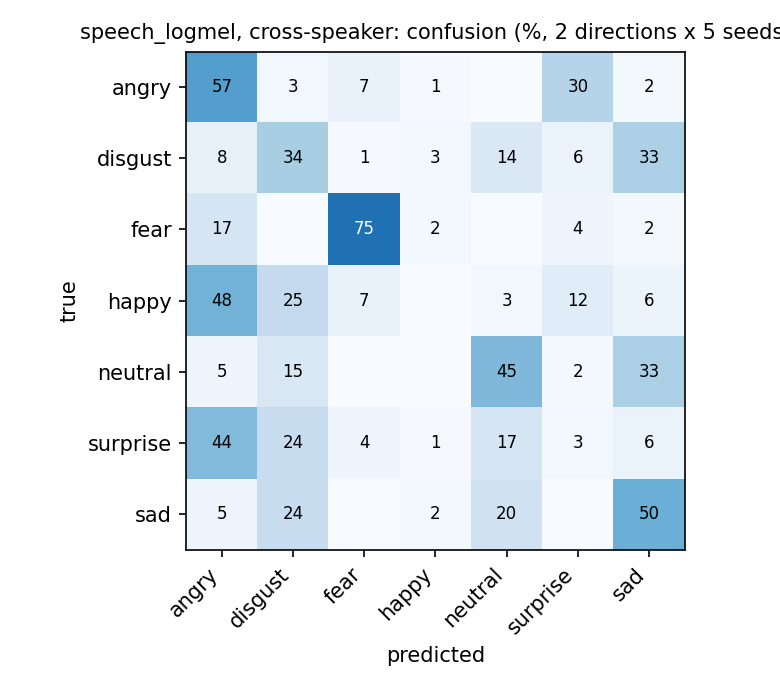 speech_logmel, cross-speaker: confusion (%, 2 directions x 5 seeds
angry 57 3 7 1 30 2
disgust 8 34 1 3 14 6 33
fear 17 75 2 4 2
happy 48 25 7 3 12 6
neutral 5 15 45 2 33
surprise 44 24 4 1 17 3 6
sad 5 24 2 20 50
true
angry disgust fear happy neutral surprise sad
predicted